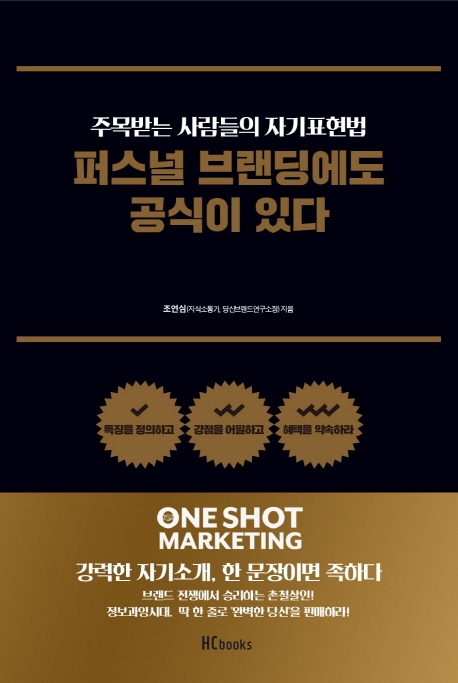 주목받는 사람들의 자기표현법
퍼스널 브랜딩에도
공식이 있다
조연심(지식소통가, 당신브랜드연구소장) 지음
특징을 정의하고
강점을 어필하고
혜택을 약속하라
ONE SHOT
MARKETING
강력한 자기소개, 한 문장이면 족하다
브랜드 전쟁에서 승리하는 촌철살인!
정보과잉시대, 딱 한 줄로 '완벽한 당신'을 판매하라!
HCbooks